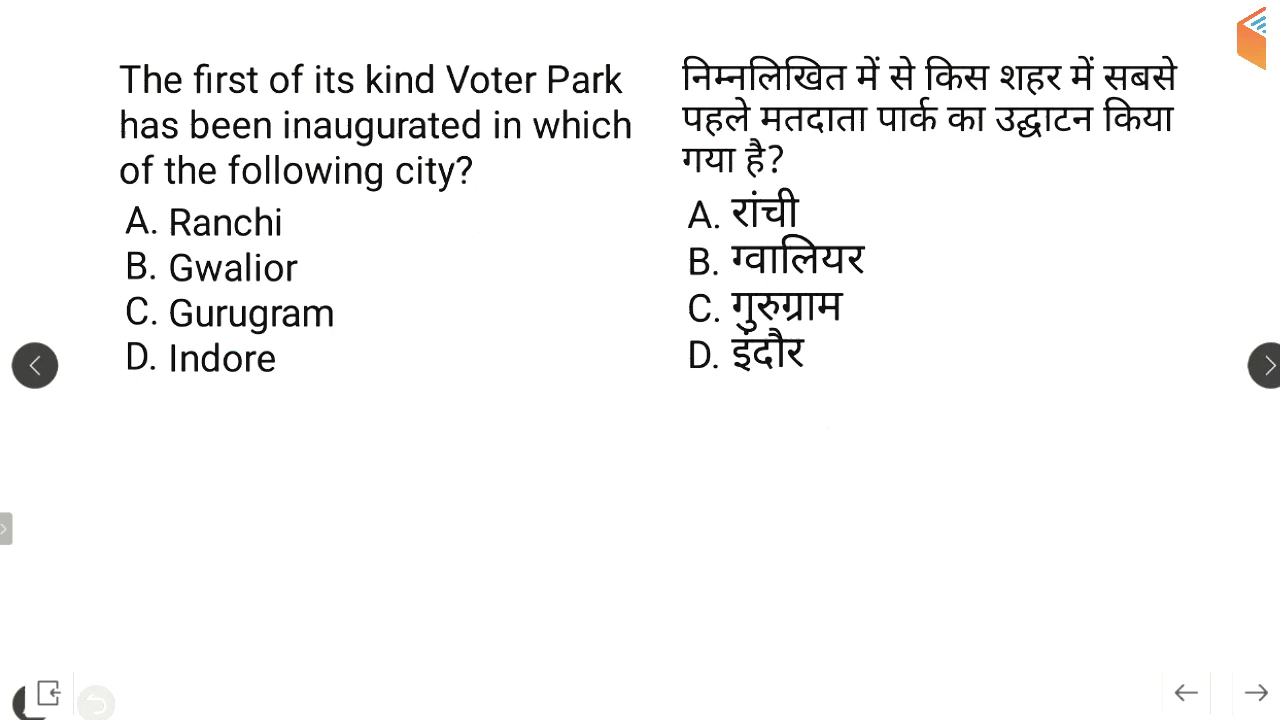 The first of its kind Voter Park
has been inaugurated in which
of the following city?
A. Ranchi
B. Gwalior
C. Gurugram
D. Indore
निम्नलिखित में से किस शहर में सबसे
पहले मतदाता पार्क का उद्घाटन किया
गया है?
A. रांची
B. ग्वालियर
C. गुरुग्राम
D. इंदौर